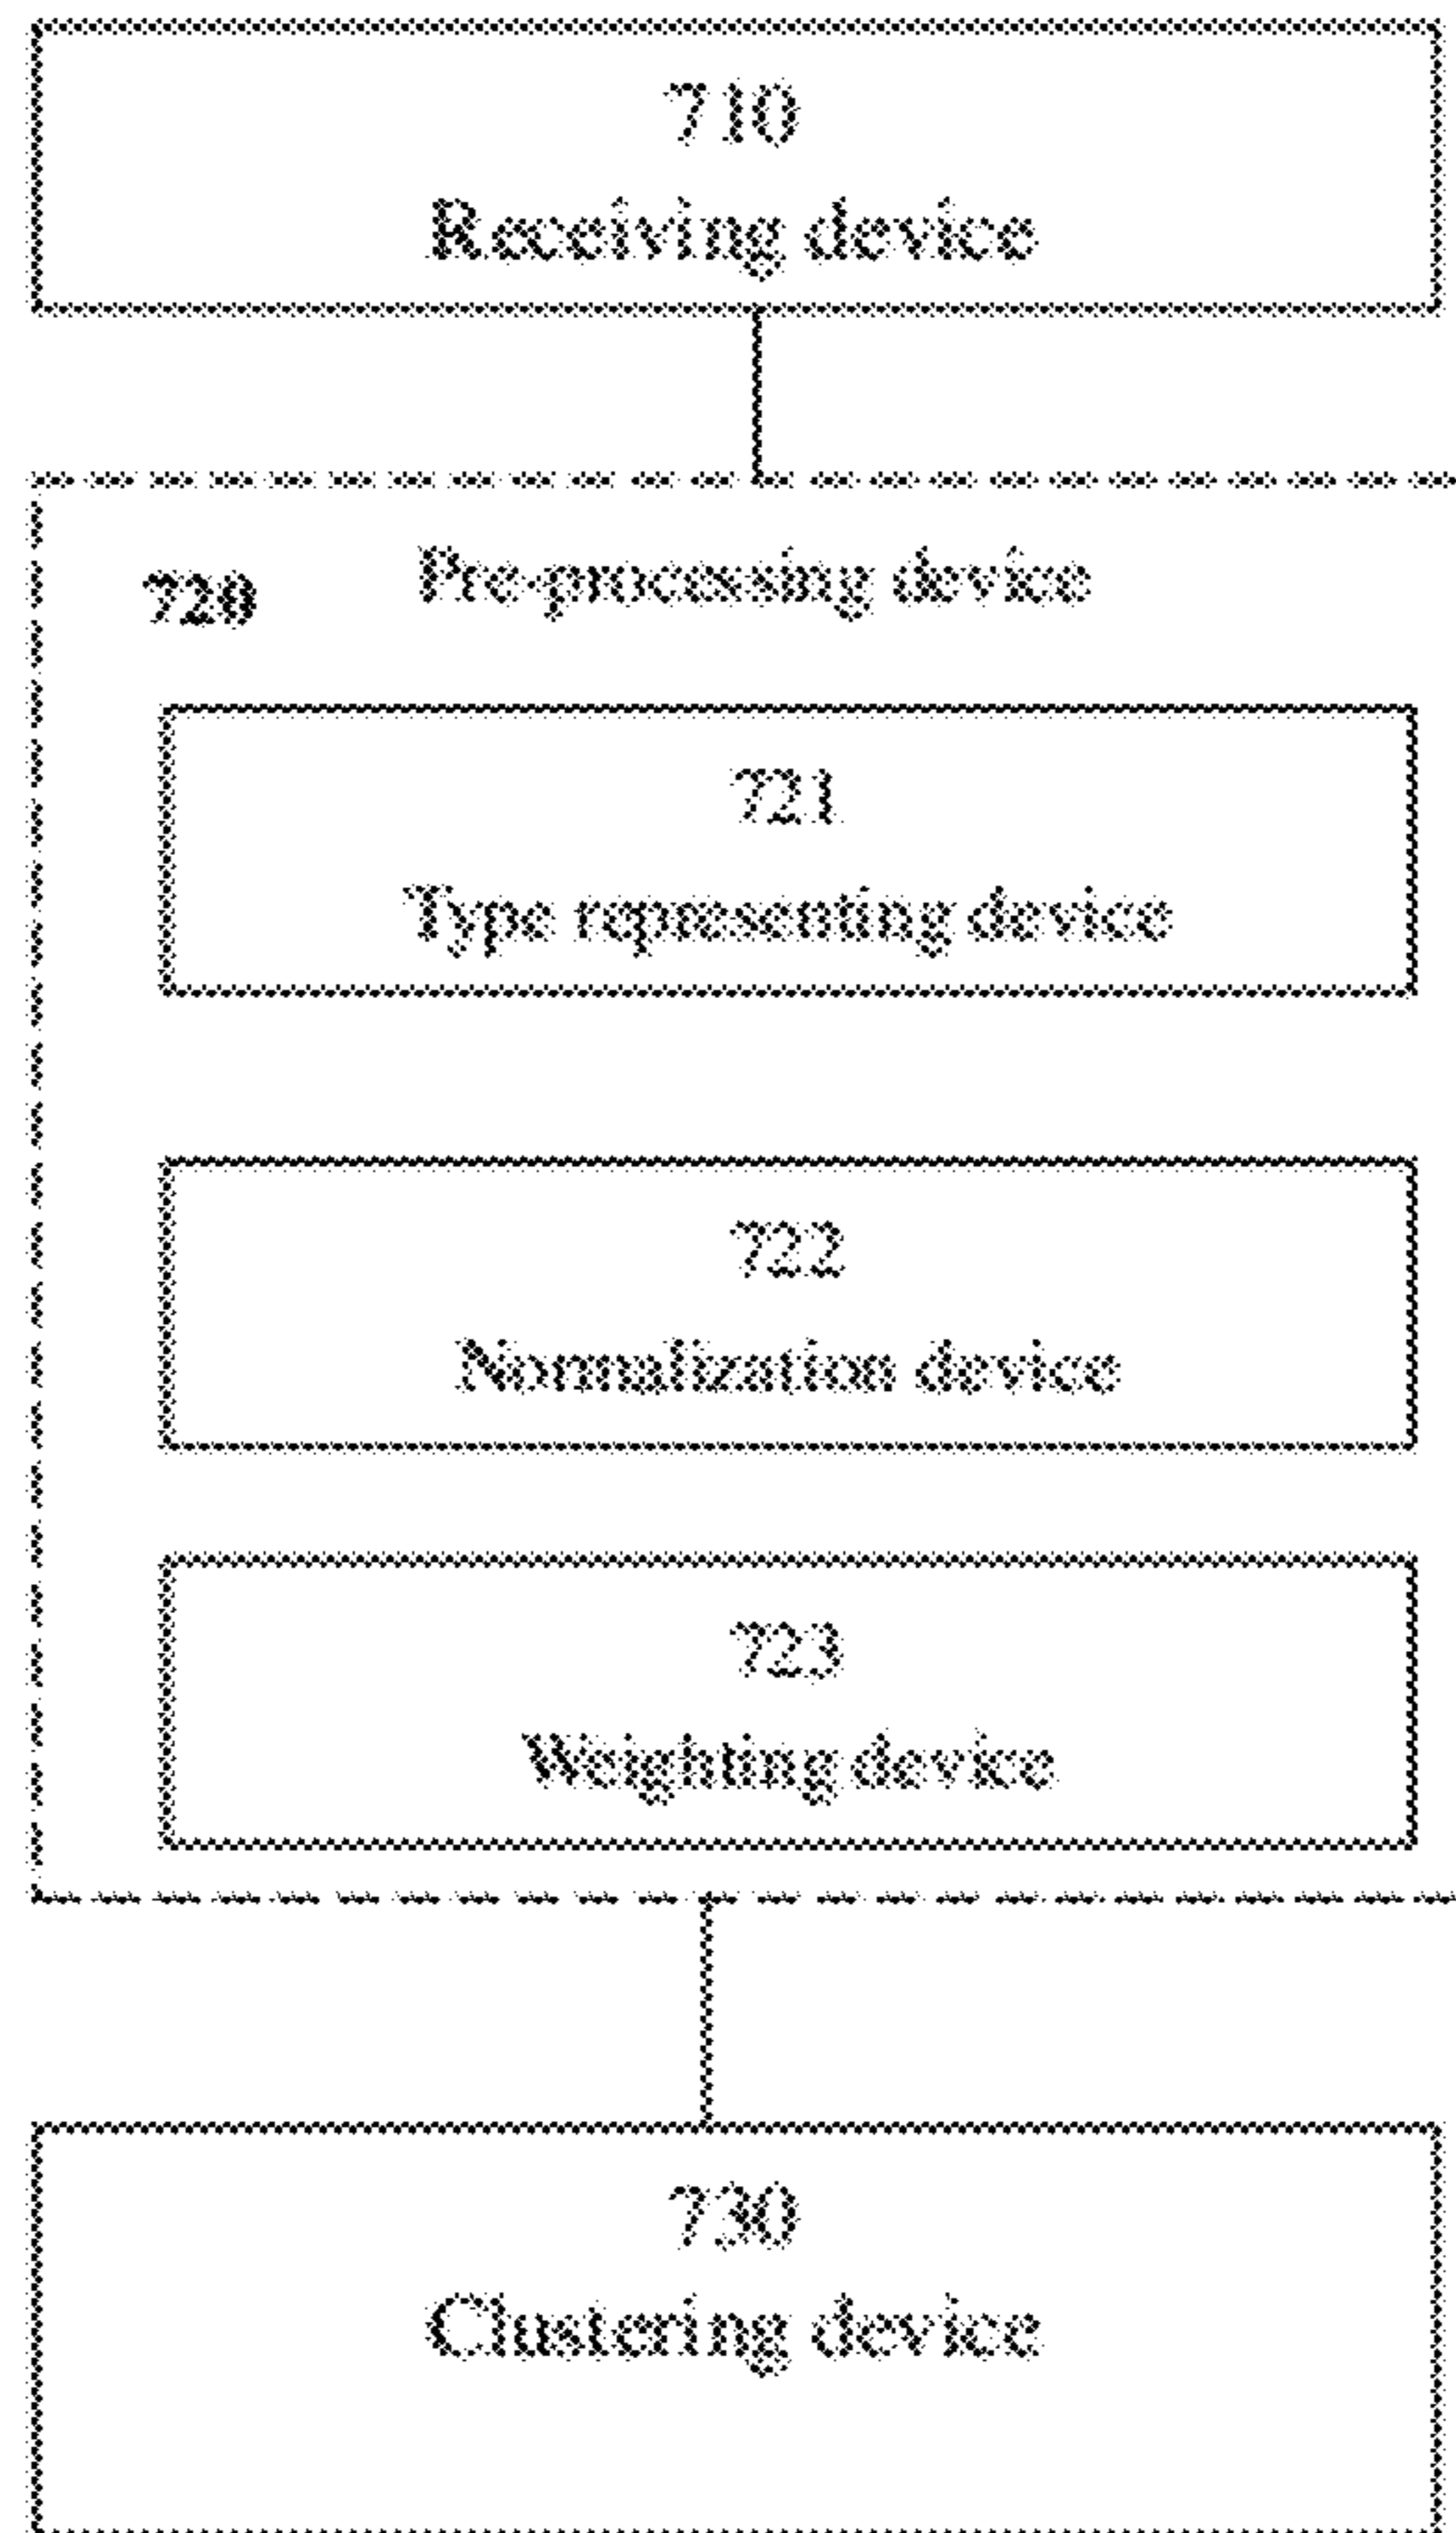 710
Receiving device
720
Pre-processing device
721
Type representing device
722
Normalization device
723
Weighting device
730
Clustering device